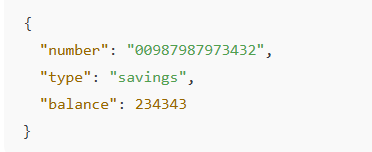 {
  "number": "00987987973432",
  "type": "savings",
  "balance": 234343
}